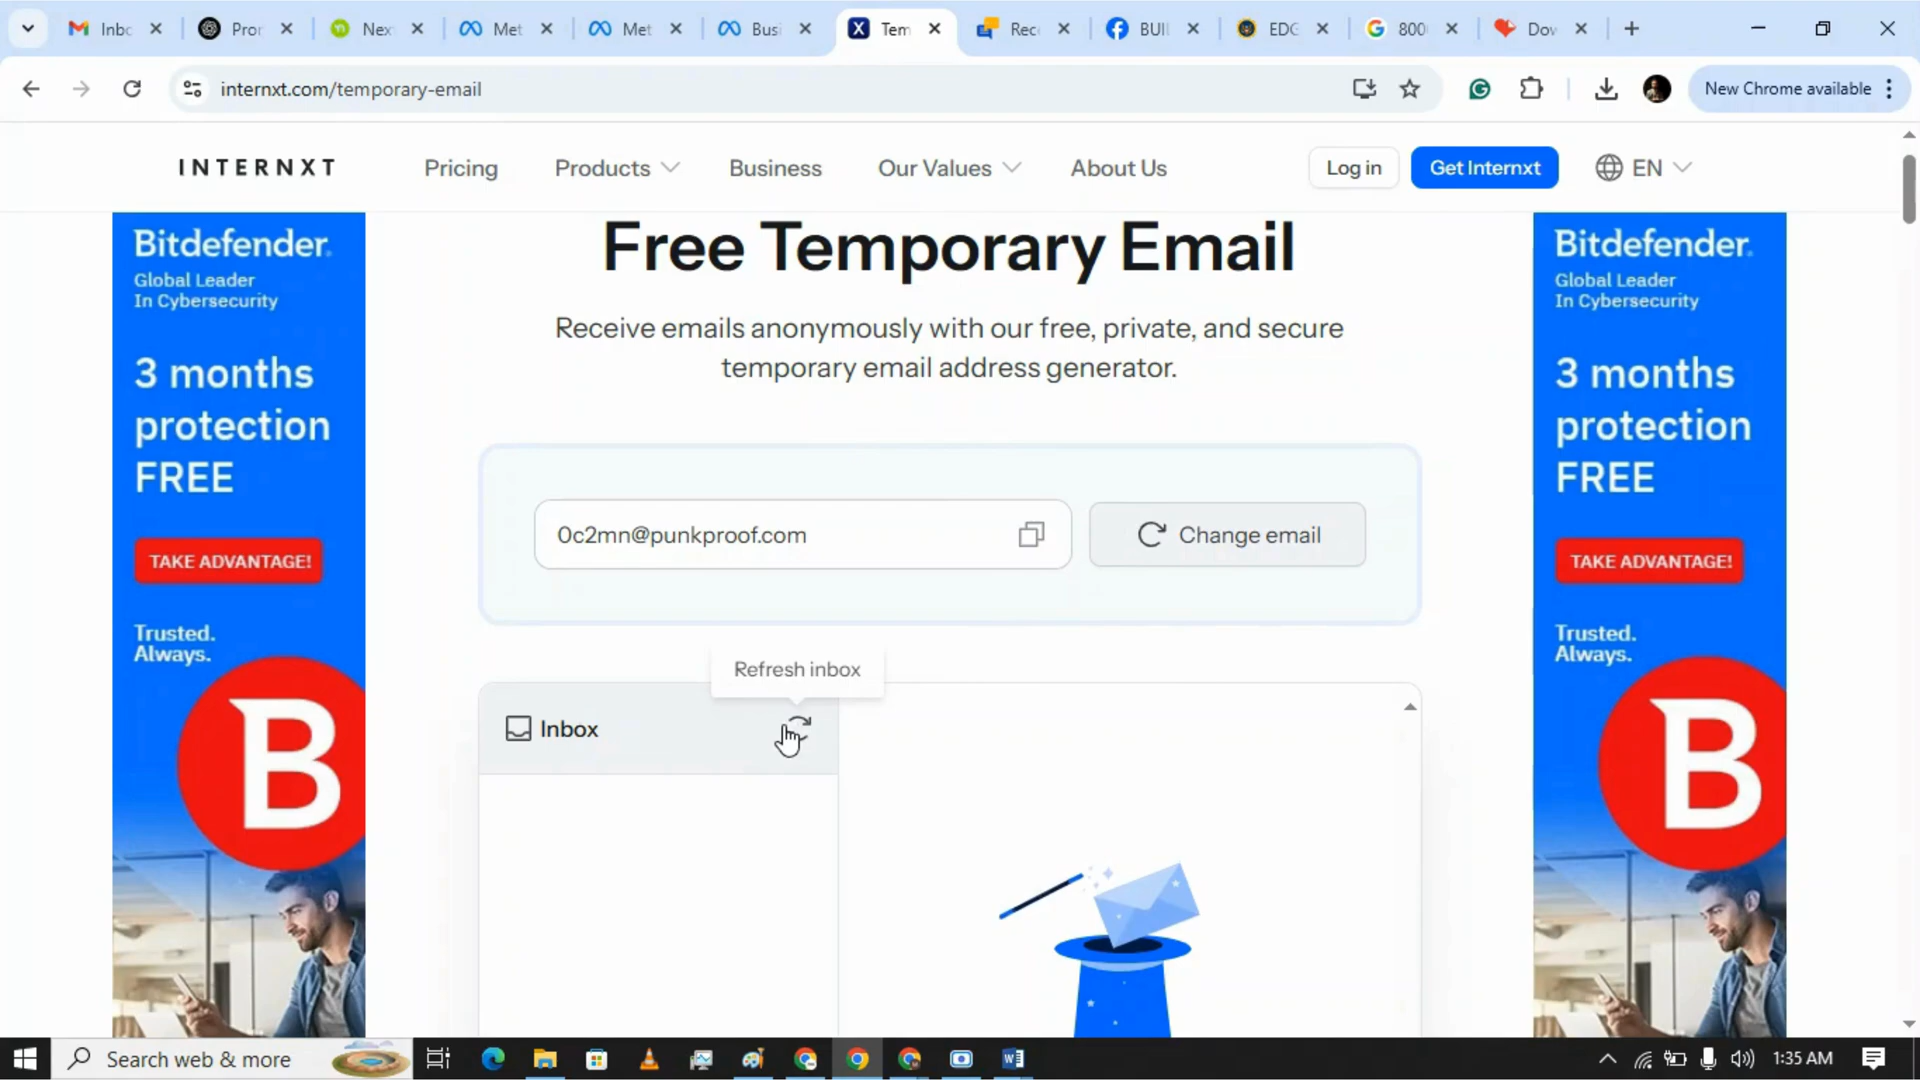 Inbo
Pror
Nex
Met
Met
Busi
Tem
Rec
BUII
EDG
800
Dov
internxt.com/temporary-email
New Chrome available
INTERNXT
Pricing
Products
Business
Our Values
About Us
Log in
Get Internxt
EN
Bitdefender.
Global Leader
In Cybersecurity
3 months
protection
FREE
TAKE ADVANTAGE!
Trusted.
Always.
B
Free Temporary Email
Receive emails anonymously with our free, private, and secure
temporary email address generator.
0c2mn@punkproof.com
Change email
Refresh inbox
Inbox
Bitdefender.
Global Leader
In Cybersecurity
3 months
protection
FREE
TAKE ADVANTAGE!
Trusted.
Always.
B
Search web & more
1:35 AM